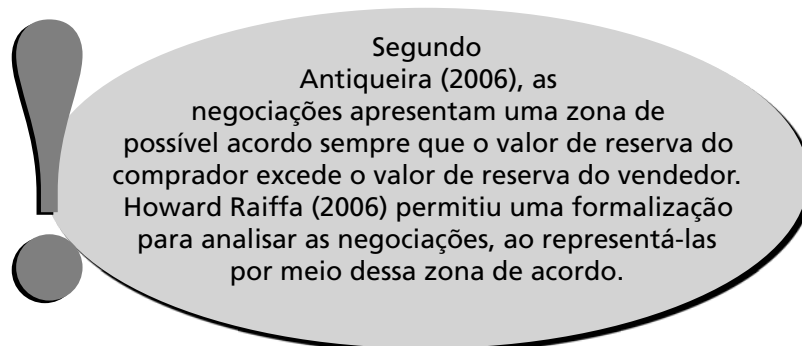 Segundo
Antiqueira (2006), as
negociações apresentam uma zona de
possível acordo sempre que o valor de reserva do
comprador excede o valor de reserva do vendedor.
Howard Raiffa (2006) permitiu uma formalização
para analisar as negociações, ao representá-las
por meio dessa zona de acordo.